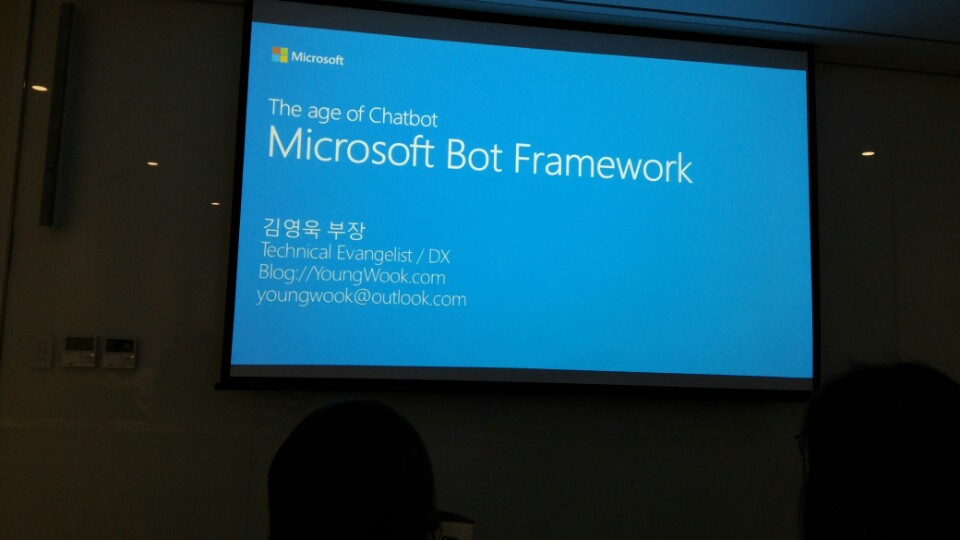 Microsoft
The age of Chatbot
Microsoft Bot Framework
김영욱 부장
Technical Evangelist / DX
Blog://YoungWook.com
youngwook@outlook.com